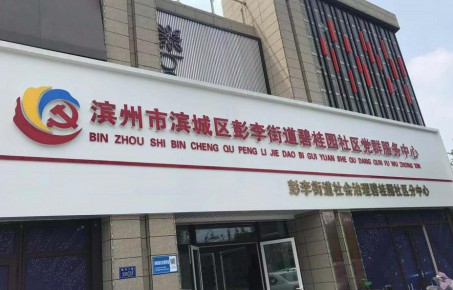 滨州市滨城区彭李街道碧桂园社区党群服务中心
BIN ZHOU SHI BIN CHENG QU PENG LI JIE DAO BI GUI YUAN SHE QU DANG QUN FU WU ZHONG XIN
彭李街道社会治理碧桂园社区分中心